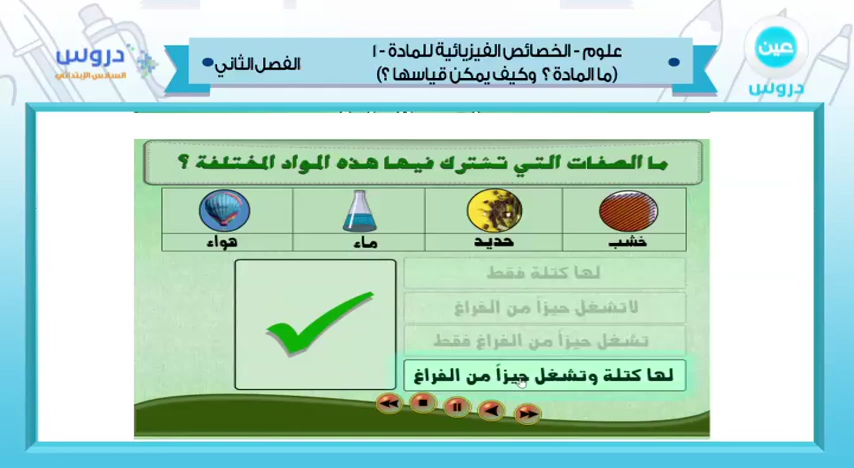 علوم - الخصائص الفيزيائية للمادة - ١
(ما المادة ؟ وكيف يمكن قياسها ؟)
الفصل الثاني
عين
دروس
دروس
السادس الإبتدائي
ما الصفات التي تشترك فيها هذه المواد المختلفة ؟
خشب
حديد
ماء
هواء
لها كتلة فقط
لاتشغل حيزاً من الفراغ
تشغل حيزاً من الفراغ فقط
لها كتلة وتشغل حيزاً من الفراغ